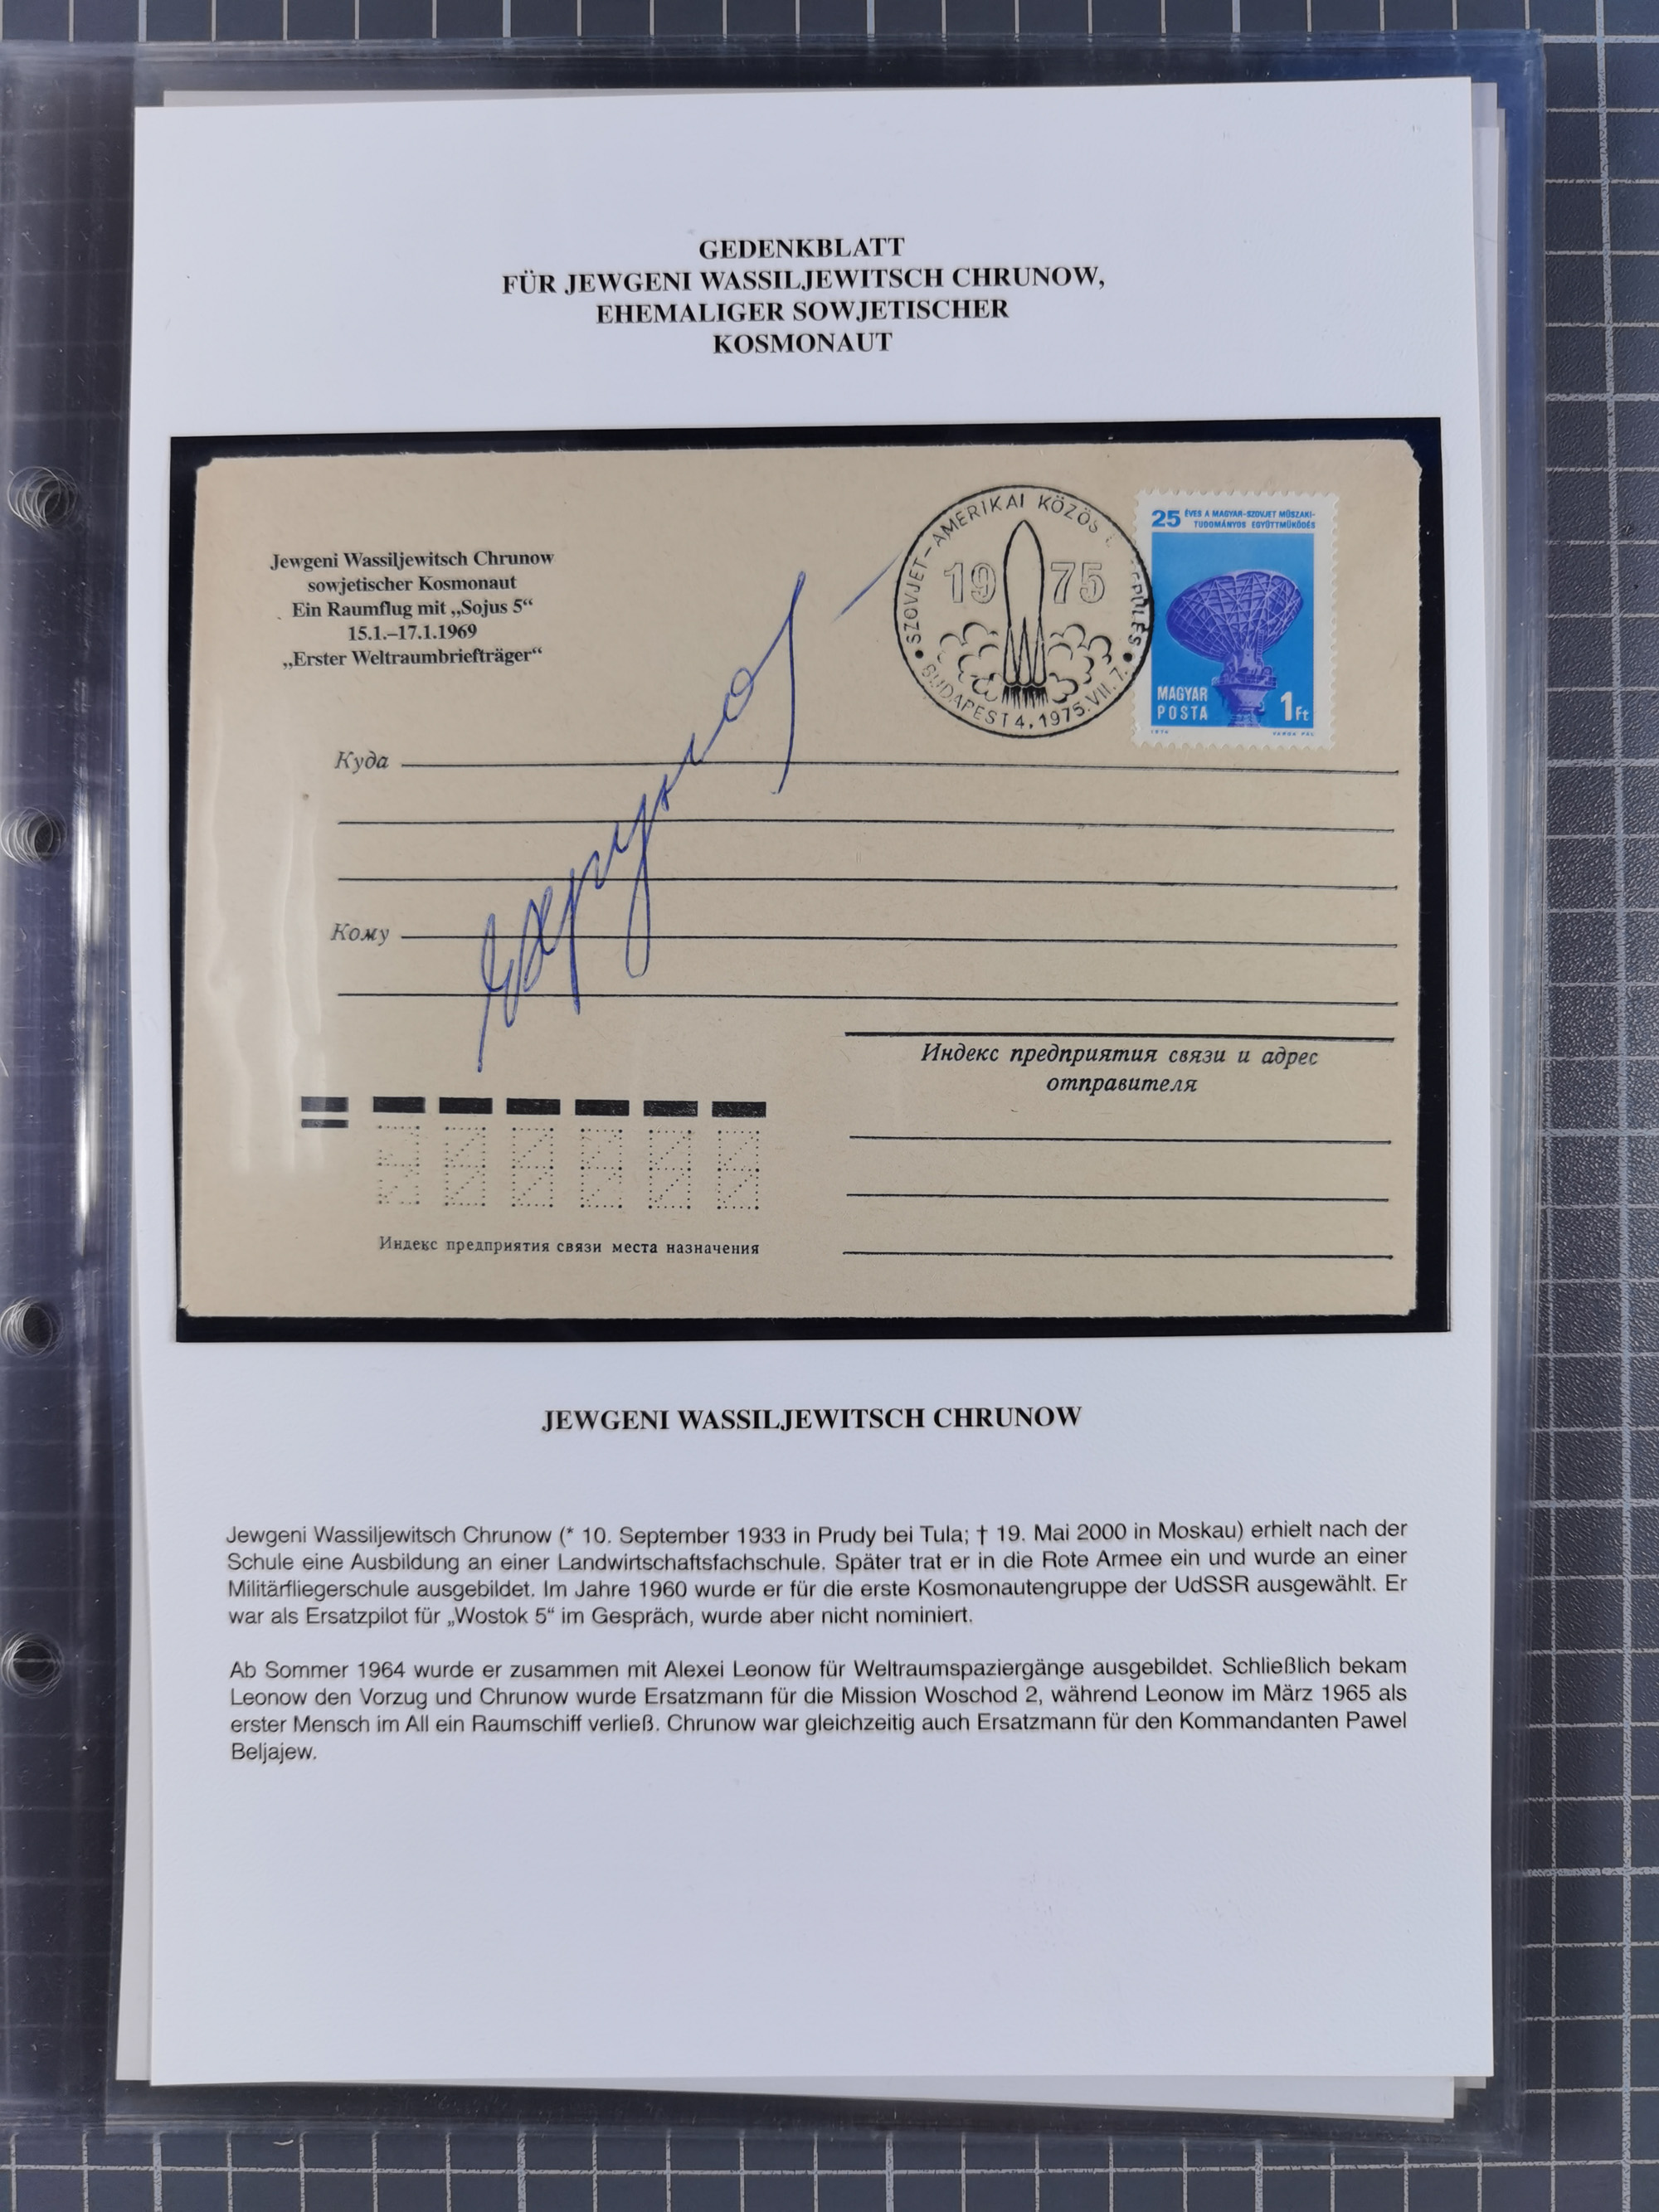 GEDENKBLATT
FÜR JEWGENI WASSILJEWITSCH CHRUNOW,
EHEMALIGER SOWJETISCHER
KOSMONAUT
Jewgeni Wassiljewitsch Chrunow
sowjetischer Kosmonaut
Ein Raumflug mit „Sojus 5“
15.1.–17.1.1969
„Erster Weltraumbriefträger“
SZOVJET–AMERIKAI KÖZÖS
19 75
BUDAPEST 4. 1975.VII.7.
25 ÉVES A MAGYAR-SZOVJET MŰSZAKI-
TUDOMÁNYOS EGYÜTTMŰKÖDÉS
MAGYAR
POSTA 1Ft
1974
Куда
Кому
Индекс предприятия связи и адрес
отправителя
Индекс предприятия связи места назначения
JEWGENI WASSILJEWITSCH CHRUNOW
Jewgeni Wassiljewitsch Chrunow (* 10. September 1933 in Prudy bei Tula; † 19. Mai 2000 in Moskau) erhielt nach der
Schule eine Ausbildung an einer Landwirtschaftsfachschule. Später trat er in die Rote Armee ein und wurde an einer
Militärfliegerschule ausgebildet. Im Jahre 1960 wurde er für die erste Kosmonautengruppe der UdSSR ausgewählt. Er
war als Ersatzpilot für „Wostok 5“ im Gespräch, wurde aber nicht nominiert.
Ab Sommer 1964 wurde er zusammen mit Alexei Leonow für Weltraumspaziergänge ausgebildet. Schließlich bekam
Leonow den Vorzug und Chrunow wurde Ersatzmann für die Mission Woschod 2, während Leonow im März 1965 als
erster Mensch im All ein Raumschiff verließ. Chrunow war gleichzeitig auch Ersatzmann für den Kommandanten Pawel
Beljajew.